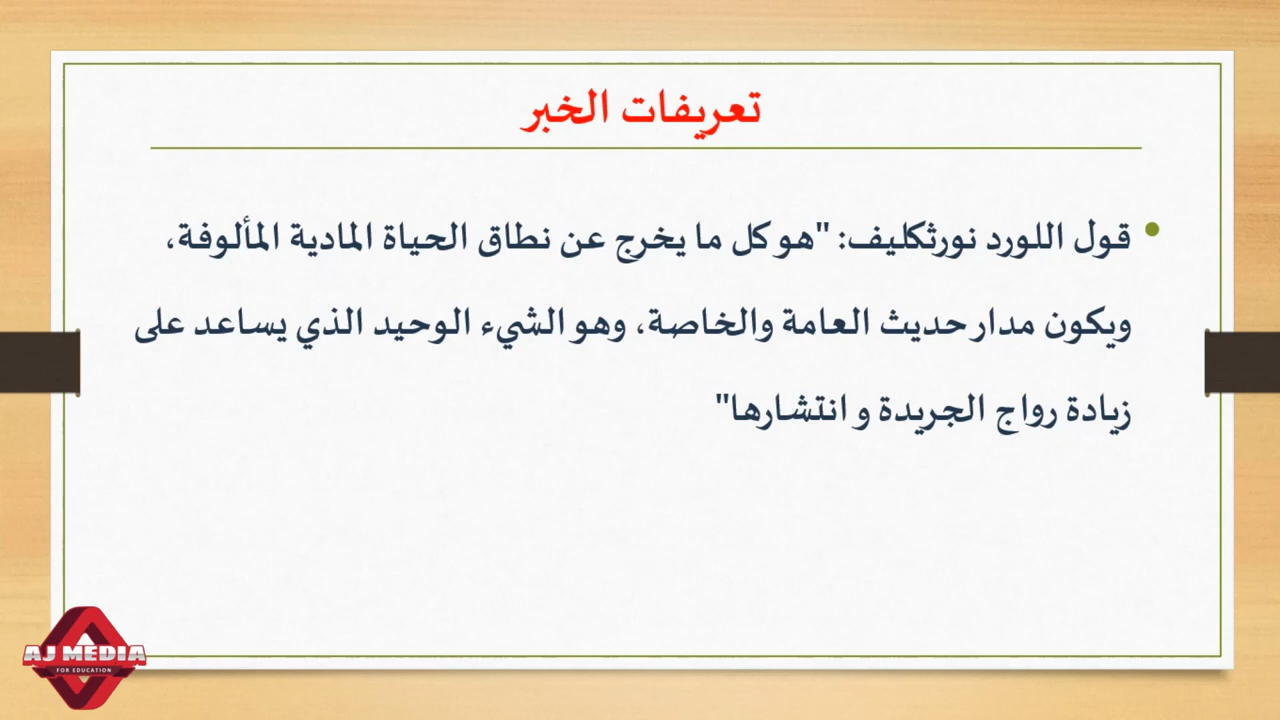 تعريفات الخبر
• قول اللورد نورثكليف: "هو كل ما يخرج عن نطاق الحياة المادية المألوفة،
ويكون مدار حديث العامة والخاصة، وهو الشيء الوحيد الذي يساعد على
زيادة رواج الجريدة و انتشارها"
AJ MEDIA
FOR EDUCATION